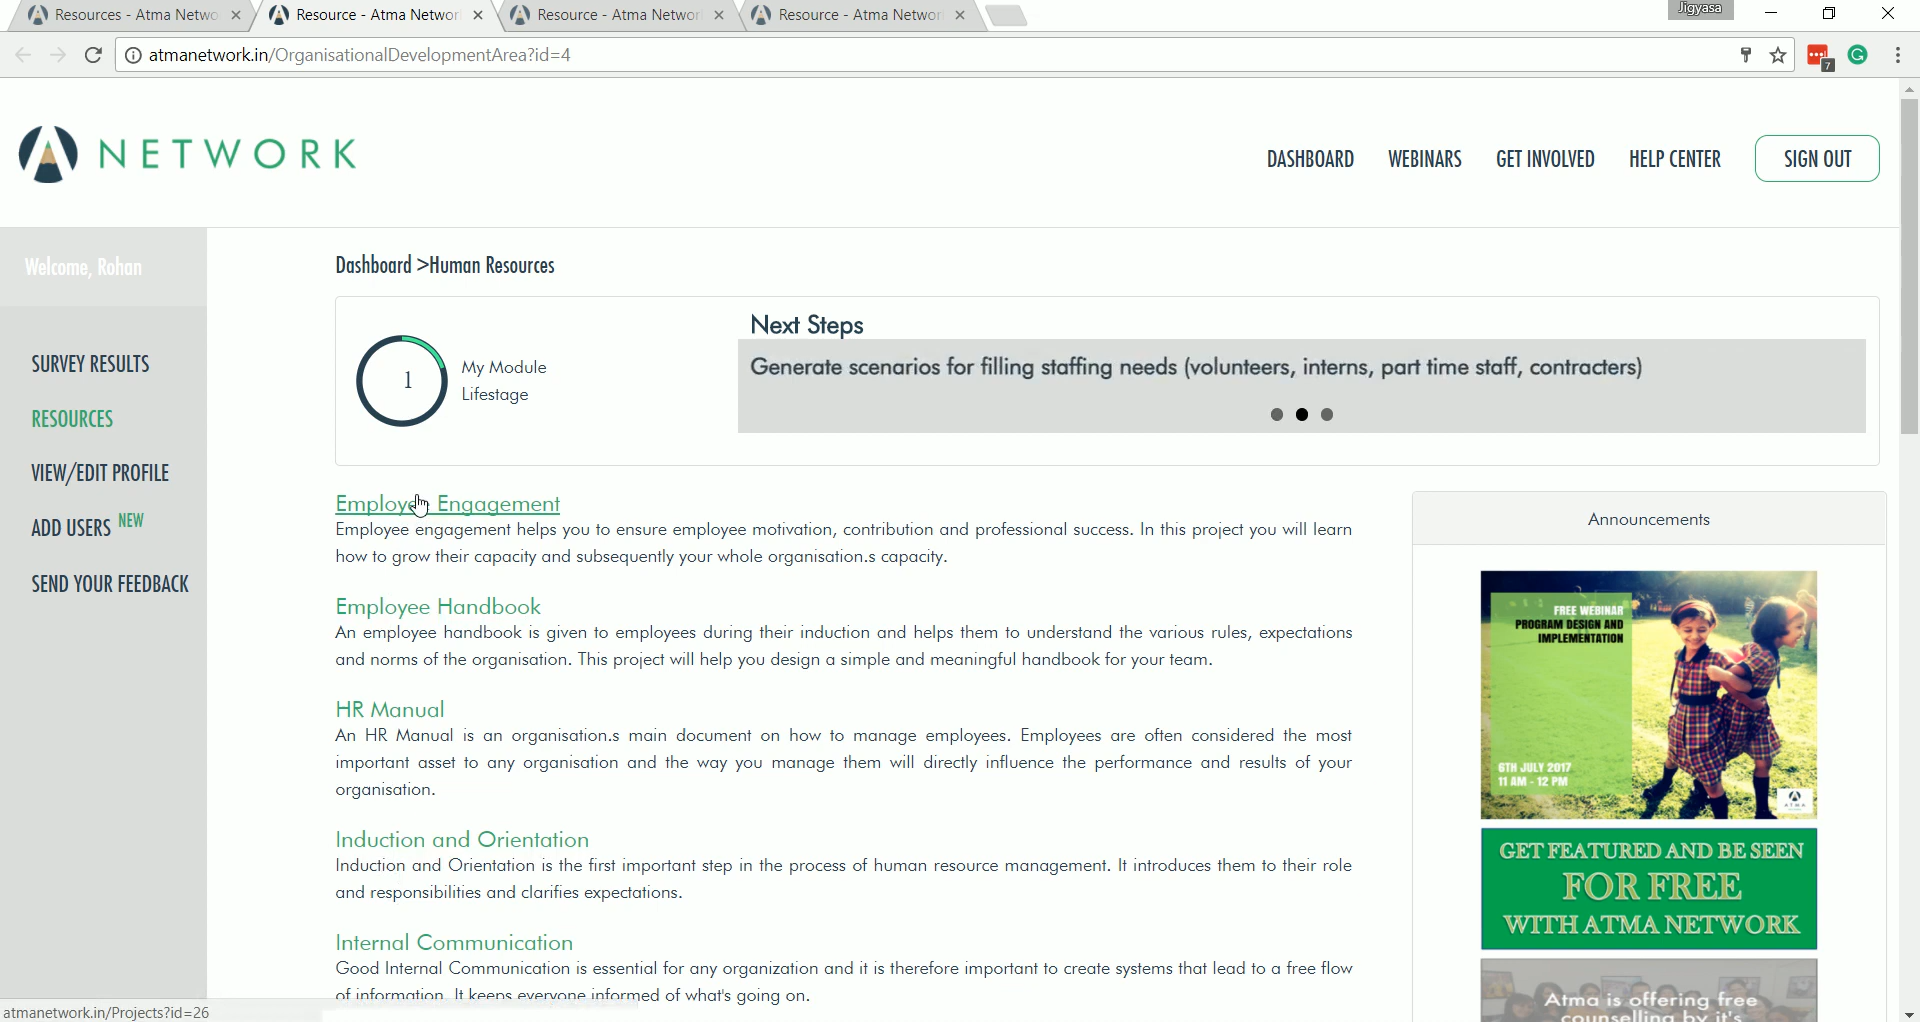 Resources - Atma Netwo
Resource - Atma Networ
Resource - Atma Networ
Resource - Atma Networ
Jigyasa
atmanetwork.in/OrganisationalDevelopmentArea?id=4
7
G
NETWORK
DASHBOARD
WEBINARS
GET INVOLVED
HELP CENTER
SIGN OUT
Welcome, Rohan
SURVEY RESULTS
RESOURCES
VIEW/EDIT PROFILE
ADD USERS NEW
SEND YOUR FEEDBACK
Dashboard >Human Resources
1
My Module
Lifestage
Next Steps
Generate scenarios for filling staffing needs (volunteers, interns, part time staff, contracters)
Employee Engagement
Employee engagement helps you to ensure employee motivation, contribution and professional success. In this project you will learn
how to grow their capacity and subsequently your whole organisation.s capacity.
Employee Handbook
An employee handbook is given to employees during their induction and helps them to understand the various rules, expectations
and norms of the organisation. This project will help you design a simple and meaningful handbook for your team.
HR Manual
An HR Manual is an organisation.s main document on how to manage employees. Employees are often considered the most
important asset to any organisation and the way you manage them will directly influence the performance and results of your
organisation.
Induction and Orientation
Induction and Orientation is the first important step in the process of human resource management. It introduces them to their role
and responsibilities and clarifies expectations.
Internal Communication
Good Internal Communication is essential for any organization and it is therefore important to create systems that lead to a free flow
of information. It keeps everyone informed of what's going on.
Announcements
FREE WEBINAR
PROGRAM DESIGN AND
IMPLEMENTATION
6TH JULY 2017
11 AM - 12 PM
ATMA
GET FEATURED AND BE SEEN
FOR FREE
WITH ATMA NETWORK
Atma is offering free
counselling by it's
atmanetwork.in/Projects?id=26